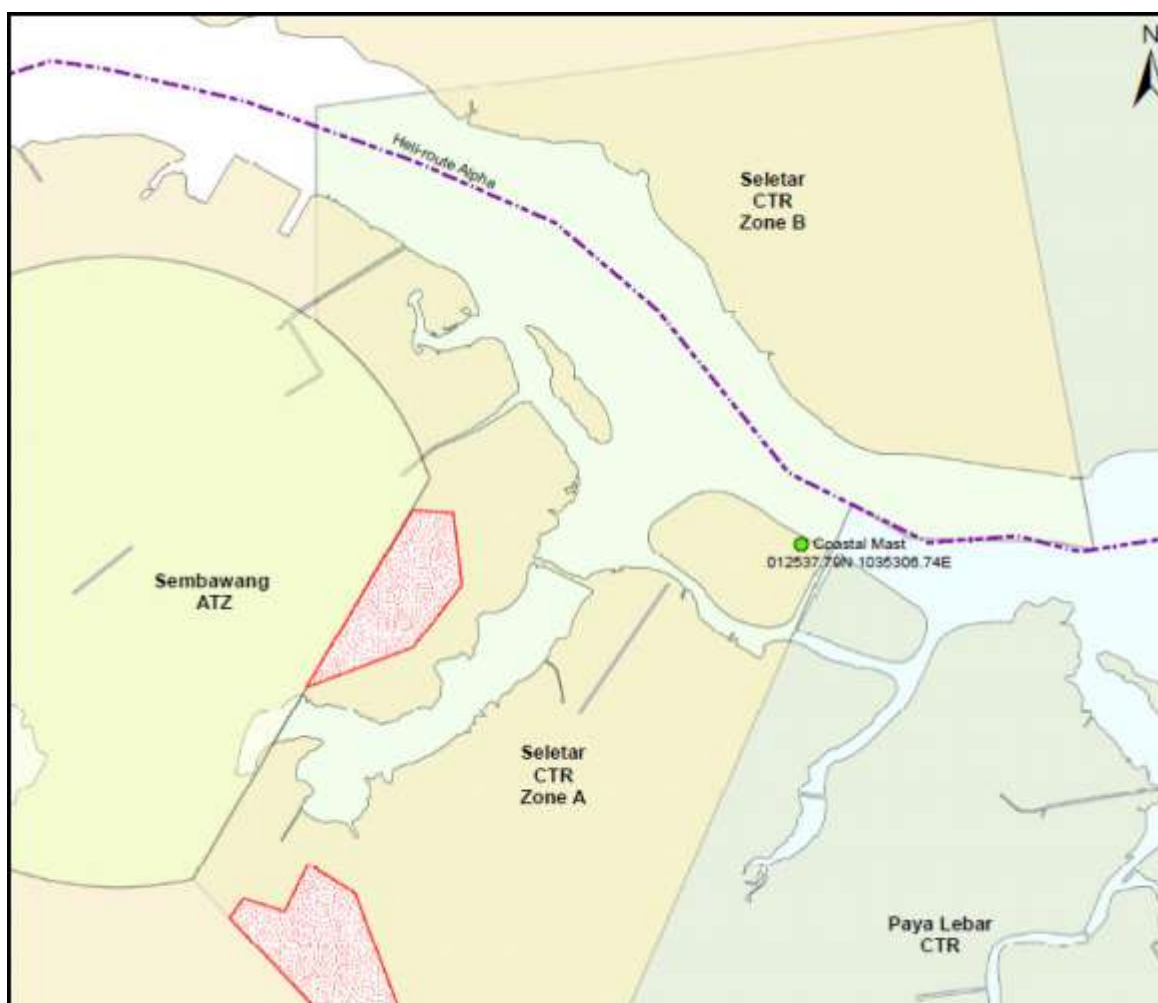 N
Heli-route Alpha
Seletar
CTR
Zone B
Coastal Mast
012537.79N 1035306.74E
Sembawang
ATZ
Seletar
CTR
Zone A
Paya Lebar
CTR